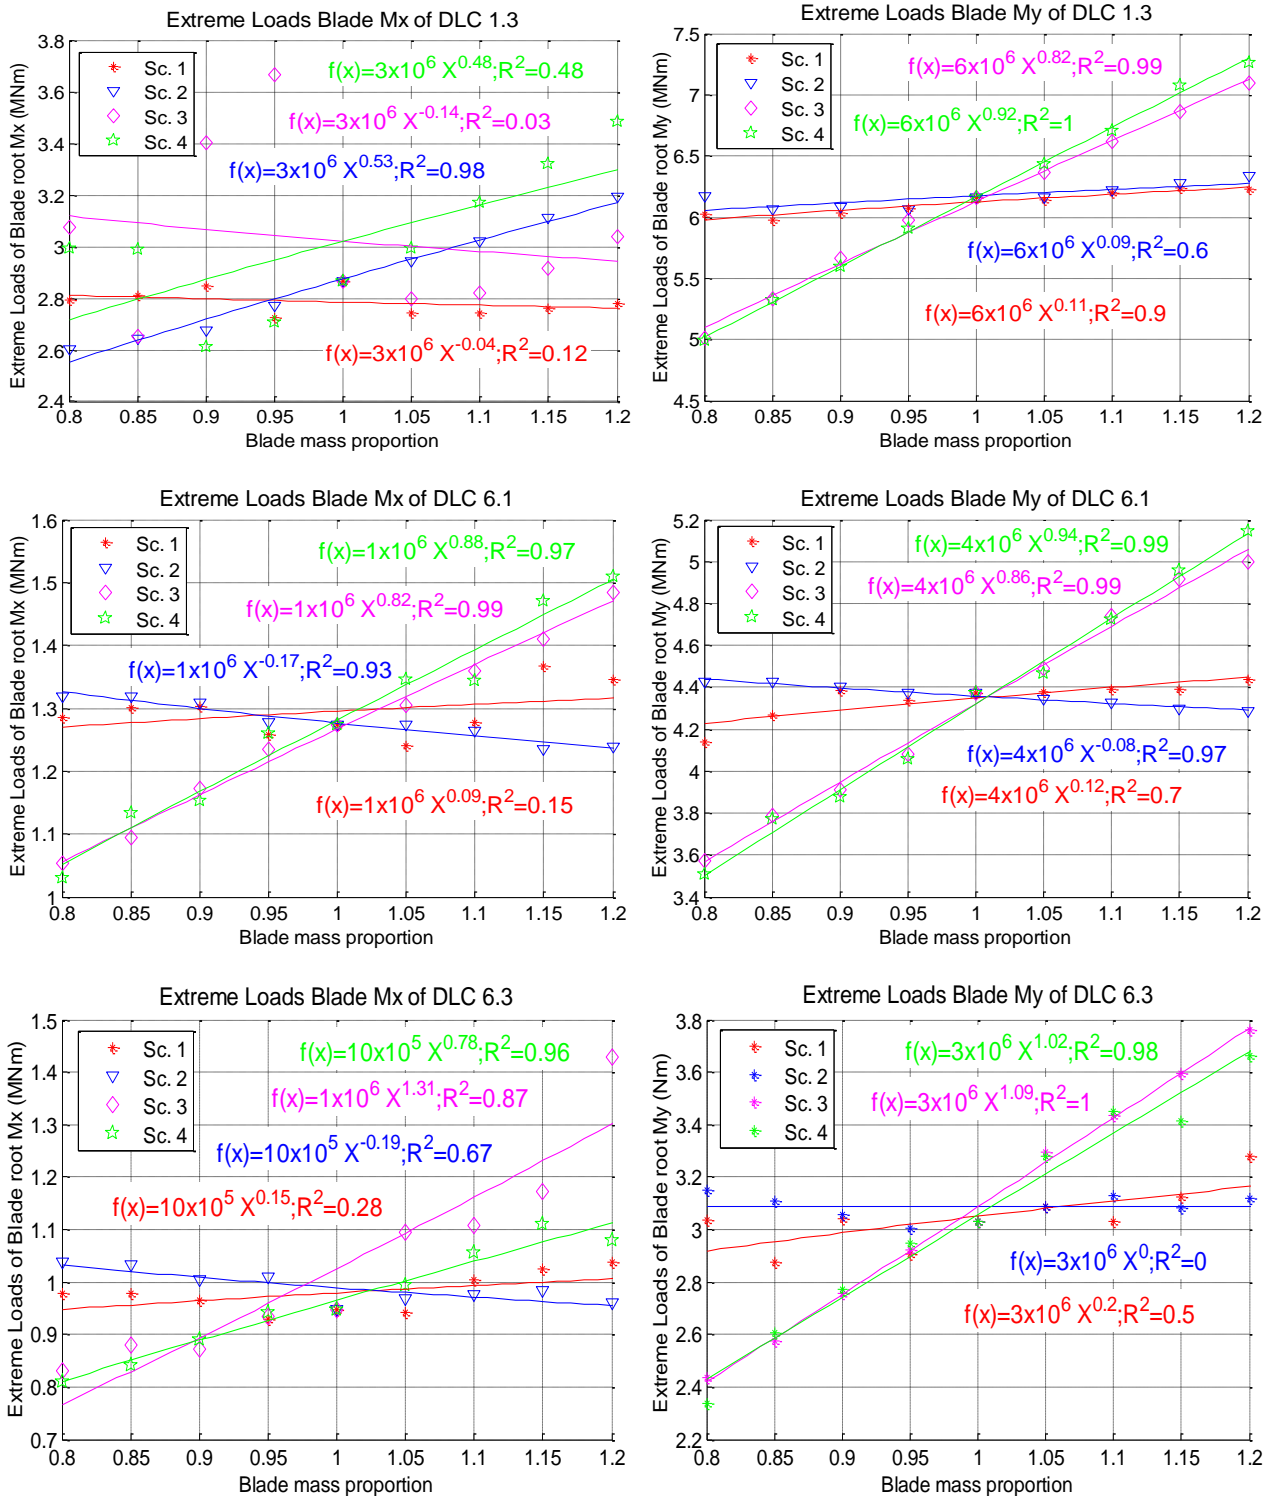 Extreme Loads Blade Mx of DLC 1.3
Extreme Loads of Blade root Mx (MNm)
3.8
3.6
3.4
3.2
3
2.8
2.6
2.4
Sc. 1
Sc. 2
Sc. 3
Sc. 4
f(x)=3x10^6 X^0.48;R^2=0.48
f(x)=3x10^6 X^-0.14;R^2=0.03
f(x)=3x10^6 X^0.53;R^2=0.98
f(x)=3x10^6 X^-0.04;R^2=0.12
0.8 0.85 0.9 0.95 1 1.05 1.1 1.15 1.2
Blade mass proportion
Extreme Loads Blade My of DLC 1.3
Extreme Loads of Blade root My (MNm)
7.5
7
6.5
6
5.5
5
4.5
Sc. 1
Sc. 2
Sc. 3
Sc. 4
f(x)=6x10^6 X^0.82;R^2=0.99
f(x)=6x10^6 X^0.92;R^2=1
f(x)=6x10^6 X^0.09;R^2=0.6
f(x)=6x10^6 X^0.11;R^2=0.9
0.8 0.85 0.9 0.95 1 1.05 1.1 1.15 1.2
Blade mass proportion
Extreme Loads Blade Mx of DLC 6.1
Extreme Loads of Blade root Mx (MNm)
1.6
1.5
1.4
1.3
1.2
1.1
1
Sc. 1
Sc. 2
Sc. 3
Sc. 4
f(x)=1x10^6 X^0.88;R^2=0.97
f(x)=1x10^6 X^0.82;R^2=0.99
f(x)=1x10^6 X^-0.17;R^2=0.93
f(x)=1x10^6 X^0.09;R^2=0.15
0.8 0.85 0.9 0.95 1 1.05 1.1 1.15 1.2
Blade mass proportion
Extreme Loads Blade My of DLC 6.1
Extreme Loads of Blade root My (MNm)
5.2
5
4.8
4.6
4.4
4.2
4
3.8
3.6
3.4
Sc. 1
Sc. 2
Sc. 3
Sc. 4
f(x)=4x10^6 X^0.94;R^2=0.99
f(x)=4x10^6 X^0.86;R^2=0.99
f(x)=4x10^6 X^-0.08;R^2=0.97
f(x)=4x10^6 X^0.12;R^2=0.7
0.8 0.85 0.9 0.95 1 1.05 1.1 1.15 1.2
Blade mass proportion
Extreme Loads Blade Mx of DLC 6.3
Extreme Loads of Blade root Mx (MNm)
1.5
1.4
1.3
1.2
1.1
1
0.9
0.8
0.7
Sc. 1
Sc. 2
Sc. 3
Sc. 4
f(x)=10x10^5 X^0.78;R^2=0.96
f(x)=1x10^6 X^1.31;R^2=0.87
f(x)=10x10^5 X^-0.19;R^2=0.67
f(x)=10x10^5 X^0.15;R^2=0.28
0.8 0.85 0.9 0.95 1 1.05 1.1 1.15 1.2
Blade mass proportion
Extreme Loads Blade My of DLC 6.3
Extreme Loads of Blade root My (Nm)
3.8
3.6
3.4
3.2
3
2.8
2.6
2.4
2.2
Sc. 1
Sc. 2
Sc. 3
Sc. 4
f(x)=3x10^6 X^1.02;R^2=0.98
f(x)=3x10^6 X^1.09;R^2=1
f(x)=3x10^6 X^0;R^2=0
f(x)=3x10^6 X^0.2;R^2=0.5
0.8 0.85 0.9 0.95 1 1.05 1.1 1.15 1.2
Blade mass proportion